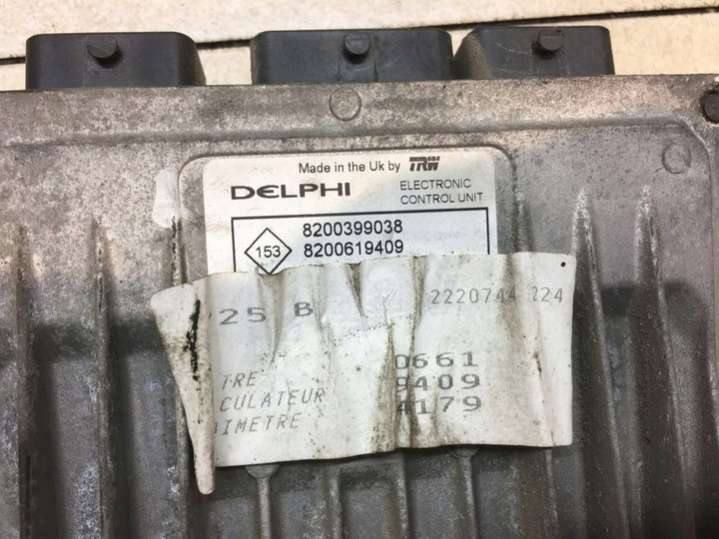 Made in the Uk by TRW
DELPHI ELECTRONIC
CONTROL UNIT
153
8200399038
8200619409
25 B 224
TRE 0661
CULATEUR 9409
IMETRE 4179